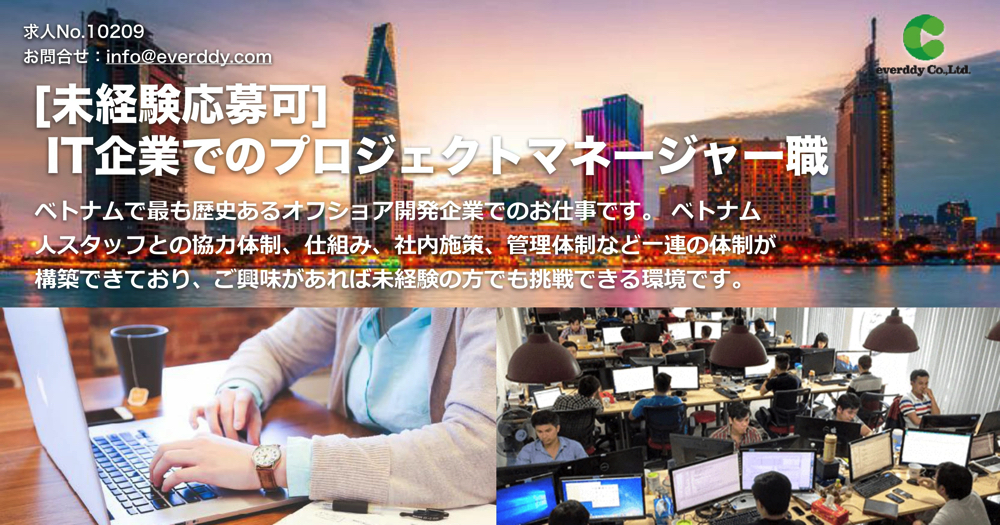 求人No.10209
お問合せ：info@everddy.com
everddy Co.,Ltd.
[未経験応募可]
IT企業でのプロジェクトマネージャー職
ベトナムで最も歴史あるオフショア開発企業でのお仕事です。 ベトナム
人スタッフとの協力体制、仕組み、社内施策、管理体制など一連の体制が
構築できており、ご興味があれば未経験の方でも挑戦できる環境です。